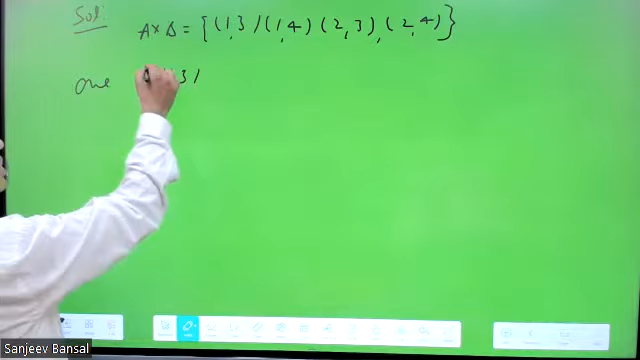 Sol:
A×B = {(1,3)(1,4)(2,3),(2,4)}
one
Sanjeev Bansal